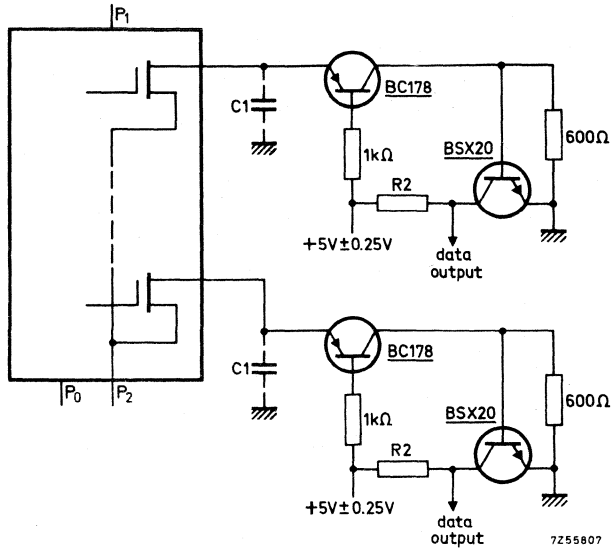 P1
C1
BC178
1kΩ
BSX20
600Ω
R2
+5V±0.25V
data
output
C1
BC178
1kΩ
BSX20
600Ω
R2
P0 P2
+5V±0.25V
data
output
7Z55807